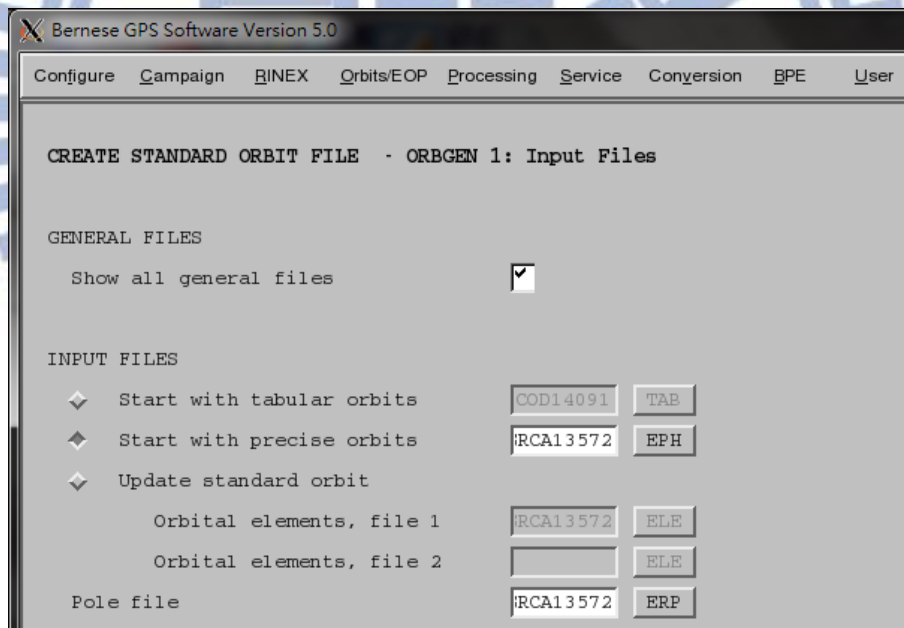 Bernese GPS Software Version 5.0
Configure Campaign RINEX Orbits/EOP Processing Service Conversion BPE User
CREATE STANDARD ORBIT FILE - ORBGEN 1: Input Files
GENERAL FILES
Show all general files
INPUT FILES
Start with tabular orbits COD14091 TAB
Start with precise orbits RCA13572 EPH
Update standard orbit
Orbital elements, file 1 RCA13572 ELE
Orbital elements, file 2 ELE
Pole file RCA13572 ERP